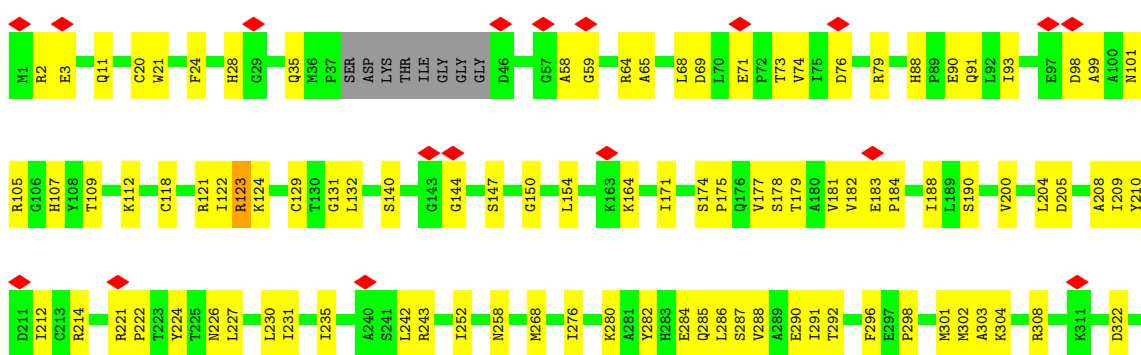 M1 R2 E3 Q11 C20 W21 F24 H28 G29 Q35 M36 P37 SER ASP LYS THR ILE GLY GLY GLY D46 G57 A58 G59 R64 A65 L68 D69 L70 E71 P72 T73 V74 I75 D76 R79 H88 P89 E90 Q91 L92 I93 E97 D98 A99 A100 N101
R105 G106 H107 Y108 T109 K112 C118 R121 I122 R123 K124 C129 T130 G131 L132 S140 G143 G144 S147 G150 L154 K163 K164 I171 S174 P175 Q176 V177 S178 T179 A180 V181 V182 E183 P184 I188 L189 S190 V200 L204 D205 A208 I209 Y210
D211 I212 C213 R214 R221 P222 T223 Y224 T225 N226 L227 L230 I231 I235 A240 S241 L242 R243 I252 N258 M268 I276 K280 A281 Y282 H283 E284 Q285 L286 S287 V288 A289 E290 I291 T292 F296 E297 P298 M301 M302 A303 K304 R308 K311 D322